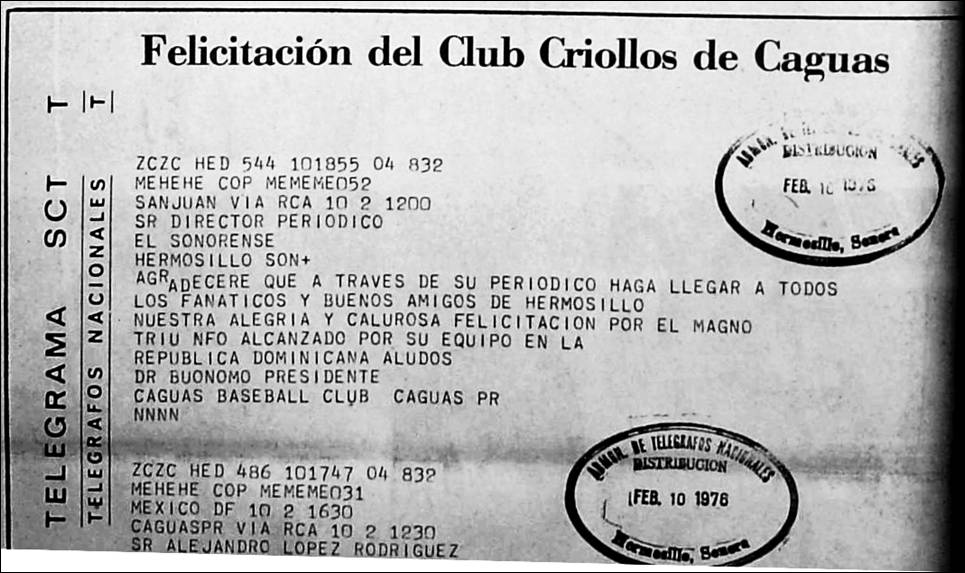 Felicitación del Club Criollos de Caguas
TELEGRAMA SCT T
TELEGRAFOS NACIONALES T
ZCZC HED 544 101855 04 832
MEHEHE COP MEMEMEO52
SANJUAN VIA RCA 10 2 1200
SR DIRECTOR PERIODICO
EL SONORENSE
HERMOSILLO SON+
AGRADECERE QUE A TRAVES DE SU PERIODICO HAGA LLEGAR A TODOS
LOS FANATICOS Y BUENOS AMIGOS DE HERMOSILLO
NUESTRA ALEGRIA Y CALUROSA FELICITACION POR EL MAGNO
TRIU NFO ALCANZADO POR SU EQUIPO EN LA
REPUBLICA DOMINICANA ALUDOS
DR BUONOMO PRESIDENTE
CAGUAS BASEBALL CLUB CAGUAS PR
NNNN
ADMON. DE
DISTRIBUCION
FEB. 10 1976
Hermosillo, Sonora
ZCZC HED 486 101747 04 832
MEHEHE COP MEMEMEO31
MEXICO DF 10 2 1630
CAGUASPR VIA RCA 10 2 1230
SR ALEJANDRO LOPEZ RODRIGUEZ
ADMON. DE TELEGRAFOS NACIONALES
DISTRIBUCION
FEB. 10 1976
Hermosillo, Sonora